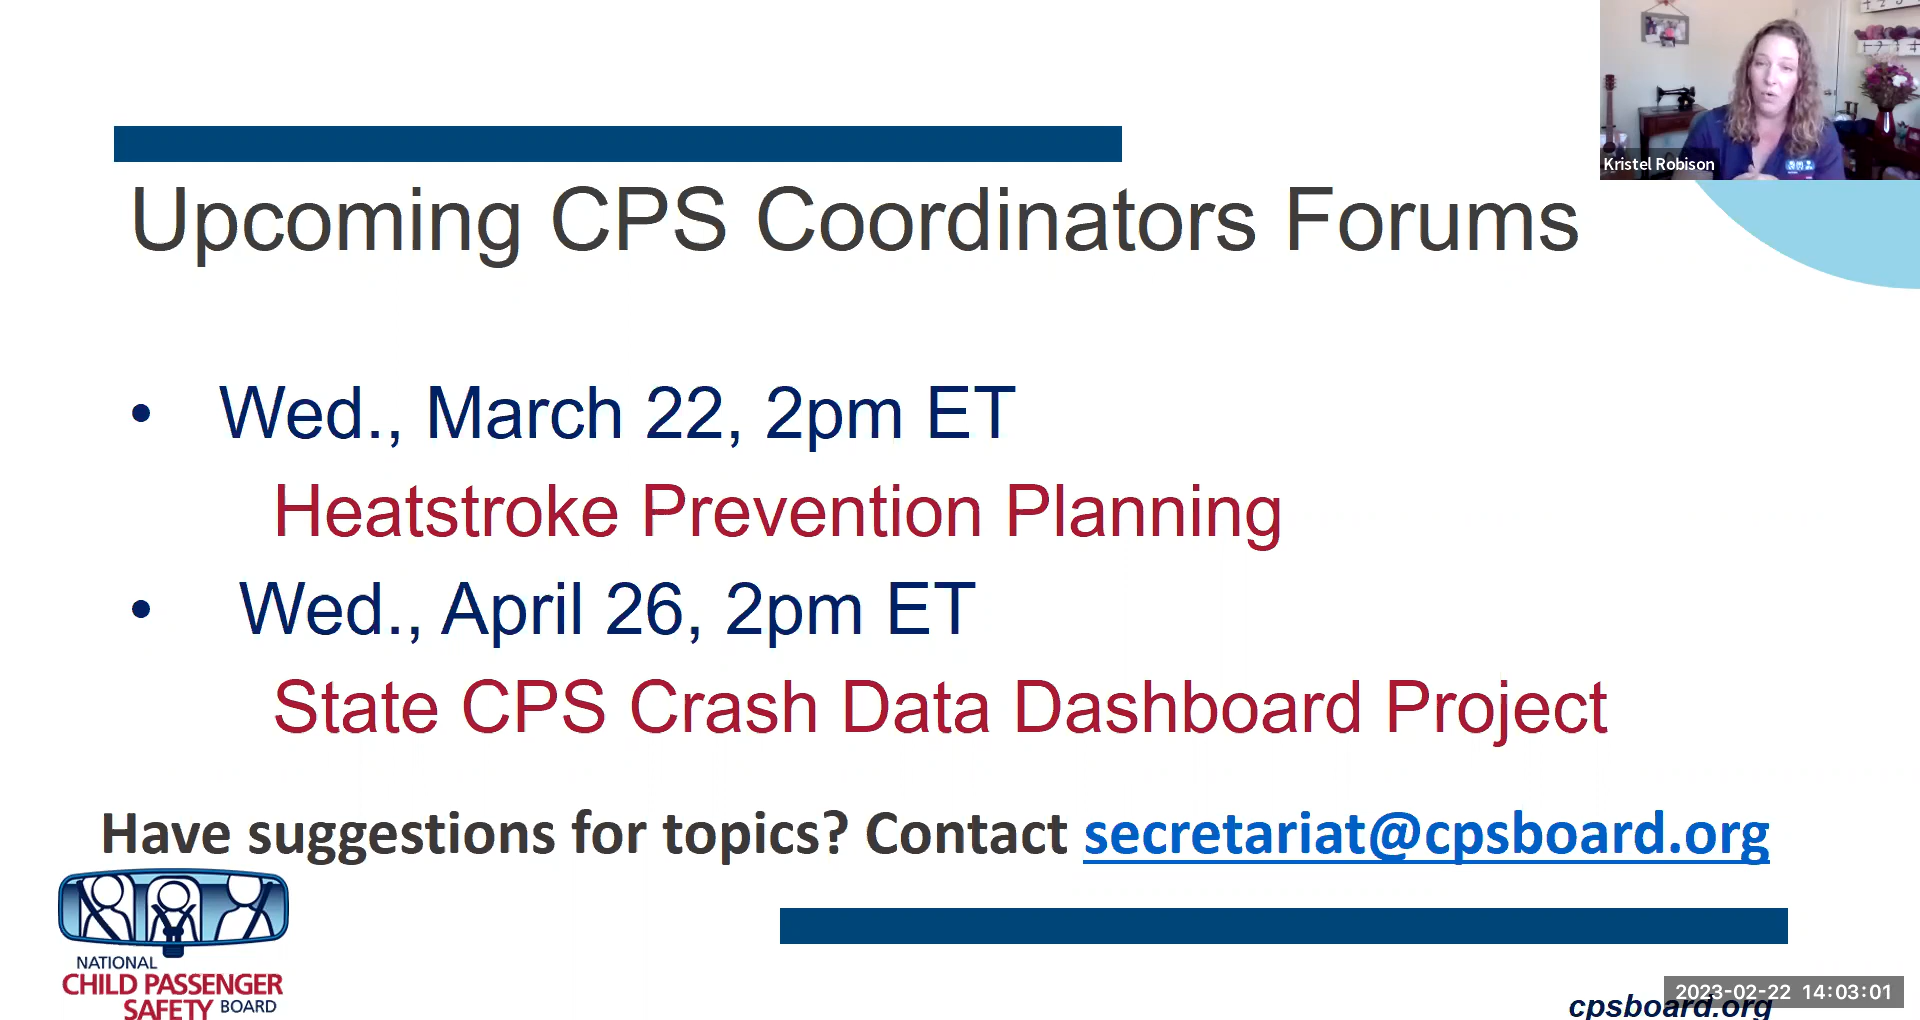 Kristel Robison
Upcoming CPS Coordinators Forums
• Wed., March 22, 2pm ET
Heatstroke Prevention Planning
• Wed., April 26, 2pm ET
State CPS Crash Data Dashboard Project
Have suggestions for topics? Contact secretariat@cpsboard.org
NATIONAL
CHILD PASSENGER
SAFETY BOARD
2023-02-22 14:03:01
cpsboard.org